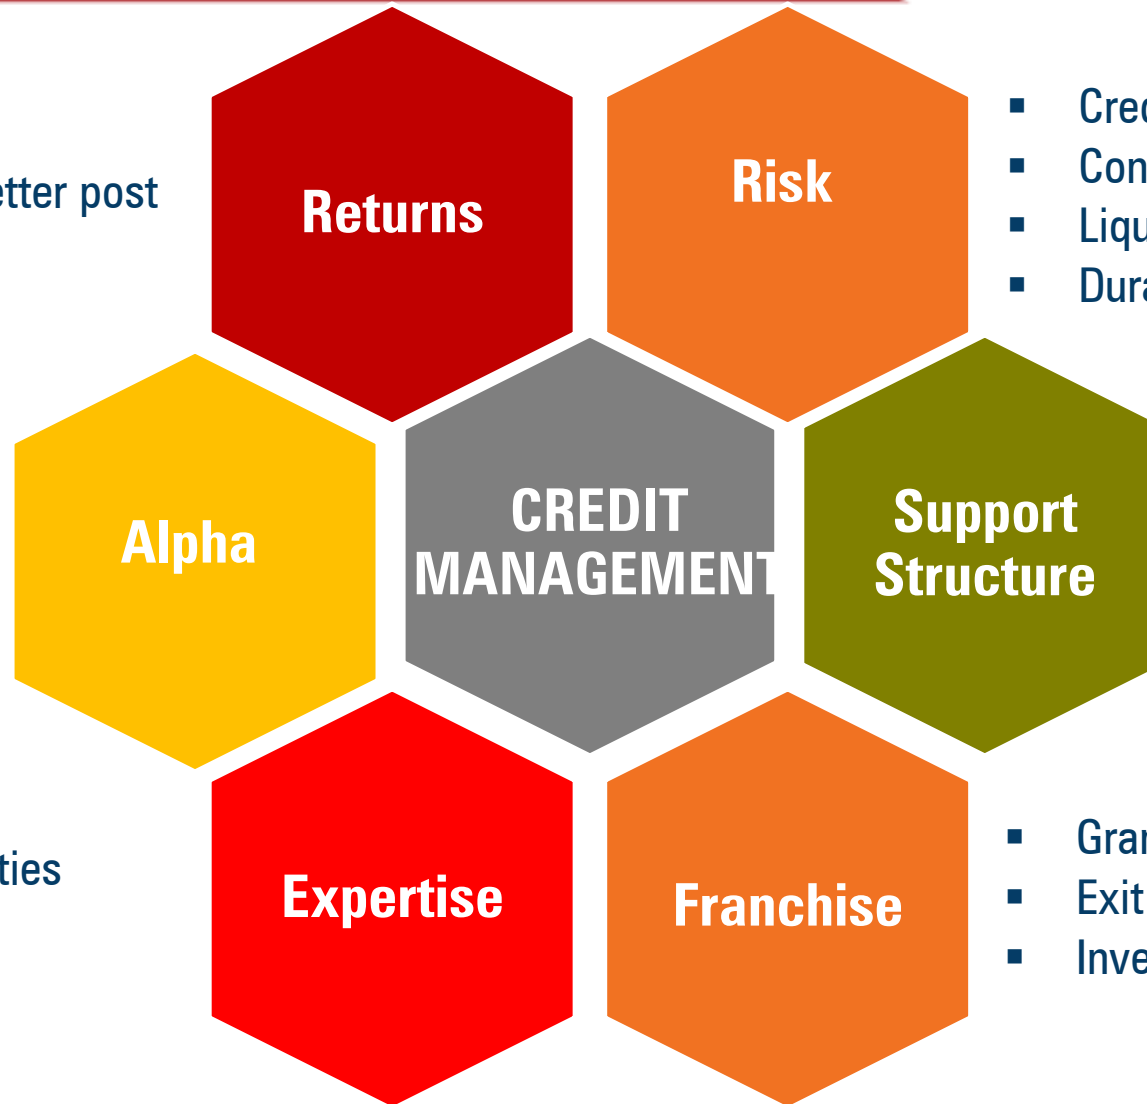 etter post
Returns
Risk
▪ Cred
▪ Con
▪ Liqu
▪ Dura
Alpha
CREDIT
MANAGEMENT
Support
Structure
ties
Expertise
Franchise
▪ Gran
▪ Exit
▪ Inve